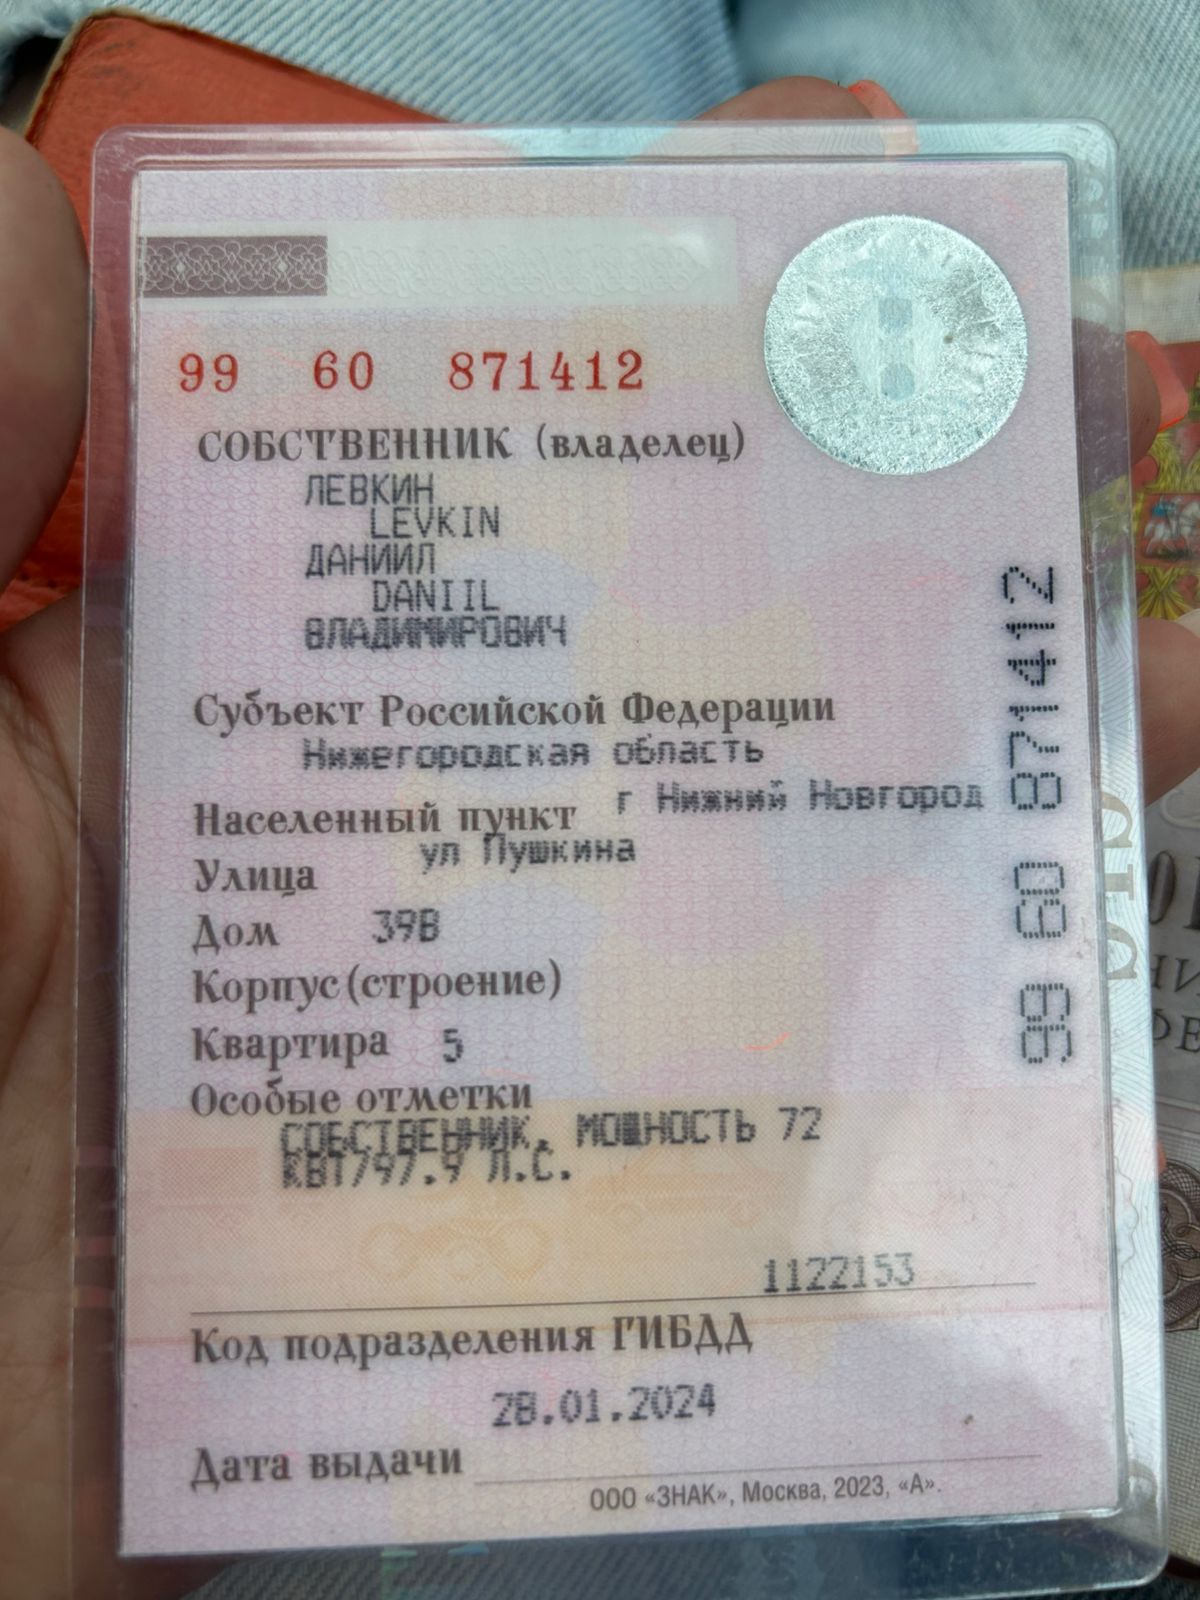 99 60 871412
СОБСТВЕННИК (владелец)
ЛЕВКИН
LEVKIN
ДАНИИЛ
DANIIL
ВЛАДИМИРОВИЧ
Субъект Российской Федерации
Нижегородская область
Населенный пункт г Нижний Новгород
Улица ул Пушкина
Дом 39В
Корпус (строение)
Квартира 5
Особые отметки
СОБСТВЕННИК. МОШНОСТЬ 72
КВТ/97.9 Л.С.
1122153
Код подразделения ГИБДД
28.01.2024
Дата выдачи
ООО «ЗНАК», Москва, 2023, «А».
99 60 871412